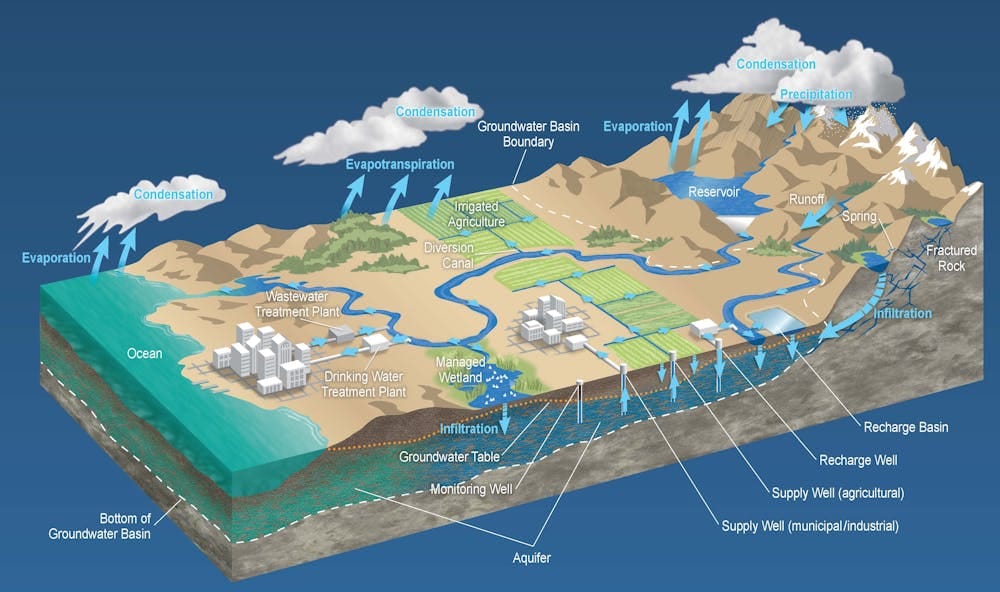 Condensation
Precipitation
Condensation
Groundwater Basin
Boundary
Evaporation
Evapotranspiration
Condensation
Reservoir
Runoff
Irrigated
Agriculture
Spring
Diversion
Canal
Fractured
Rock
Evaporation
Wastewater
Treatment Plant
Infiltration
Ocean
Managed
Wetland
Drinking Water
Treatment Plant
Infiltration
Recharge Basin
Groundwater Table
Recharge Well
Monitoring Well
Supply Well (agricultural)
Bottom of
Groundwater Basin
Supply Well (municipal/industrial)
Aquifer